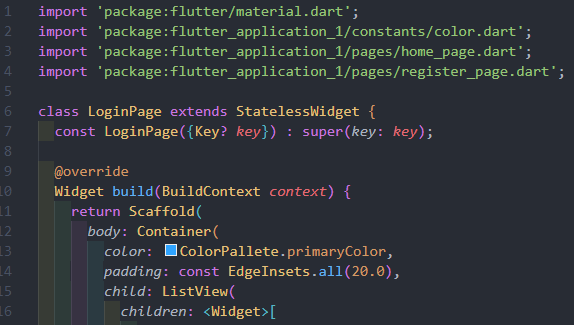 1 import 'package:flutter/material.dart';
2 import 'package:flutter_application_1/constants/color.dart';
3 import 'package:flutter_application_1/pages/home_page.dart';
4 import 'package:flutter_application_1/pages/register_page.dart';
5
6 class LoginPage extends StatelessWidget {
7 const LoginPage({Key? key}) : super(key: key);
8
9 @override
10 Widget build(BuildContext context) {
11 return Scaffold(
12 body: Container(
13 color: ColorPallete.primaryColor,
14 padding: const EdgeInsets.all(20.0),
15 child: ListView(
16 children: <Widget>[